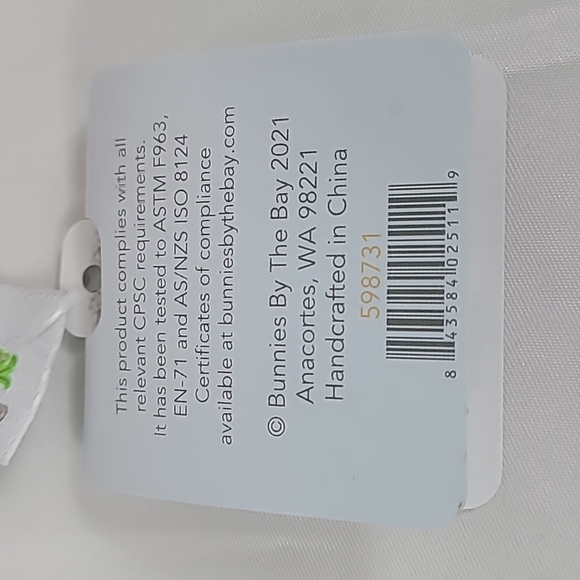 This product complies with all
relevant CPSC requirements.
It has been tested to ASTM F963,
EN-71 and AS/NZS ISO 8124
Certificates of compliance
available at bunniesbythebay.com
© Bunnies By The Bay 2021
Anacortes, WA 98221
Handcrafted in China
598731
8 43584 02511 9